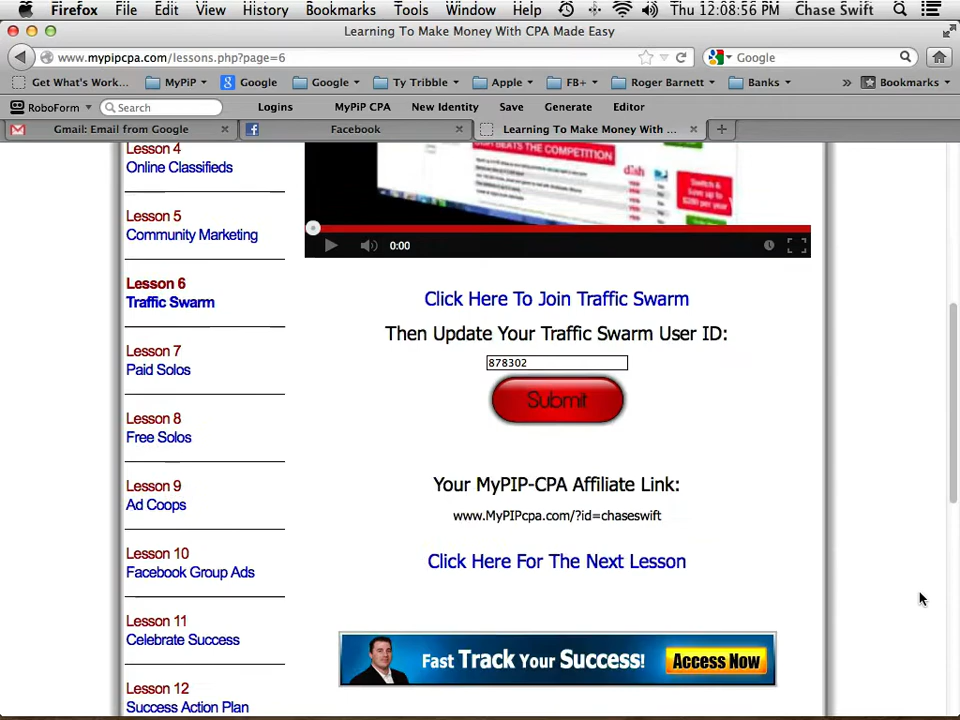 Firefox File Edit View History Bookmarks Tools Window Help Thu 12:08:56 PM Chase Swift
Learning To Make Money With CPA Made Easy
www.mypipcpa.com/lessons.php?page=6 Google
Get What's Work... MyPiP Google Google Ty Tribble Apple FB+ Roger Barnett Banks » Bookmarks
RoboForm Search Logins MyPiP CPA New Identity Save Generate Editor
Gmail: Email from Google Facebook Learning To Make Money With ...
Lesson 4
Online Classifieds
BEATS THE COMPETITION
dish
Switch &
0:00
Lesson 5
Community Marketing
Lesson 6
Traffic Swarm
Click Here To Join Traffic Swarm
Then Update Your Traffic Swarm User ID:
878302
Submit
Lesson 7
Paid Solos
Lesson 8
Free Solos
Your MyPIP-CPA Affiliate Link:
www.MyPIPcpa.com/?id=chaseswift
Lesson 9
Ad Coops
Click Here For The Next Lesson
Lesson 10
Facebook Group Ads
Lesson 11
Celebrate Success
Fast Track Your Success! Access Now
Lesson 12
Success Action Plan